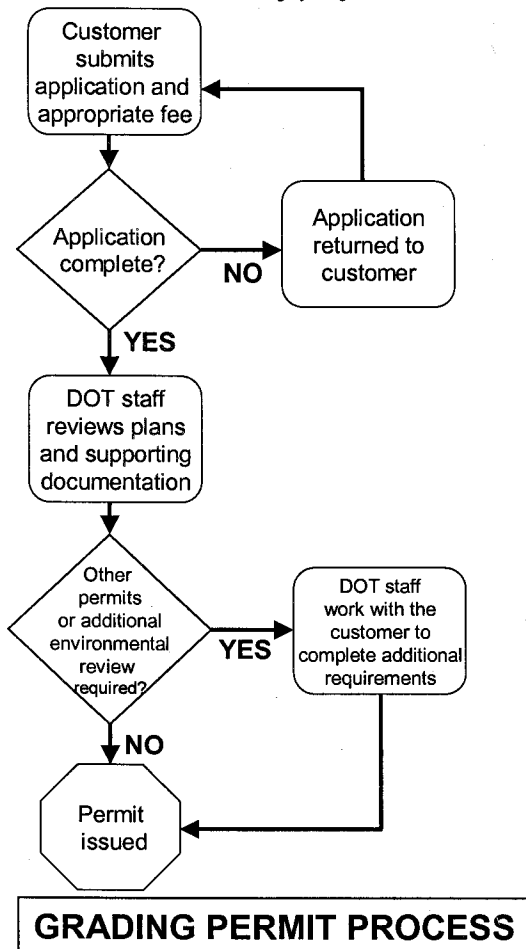 Customer
submits
application and
appropriate fee
Application
complete?
NO
Application
returned to
customer
YES
DOT staff
reviews plans
and supporting
documentation
Other
permits
or additional
environmental
review
required?
YES
DOT staff
work with the
customer to
complete additional
requirements
NO
Permit
issued
GRADING PERMIT PROCESS